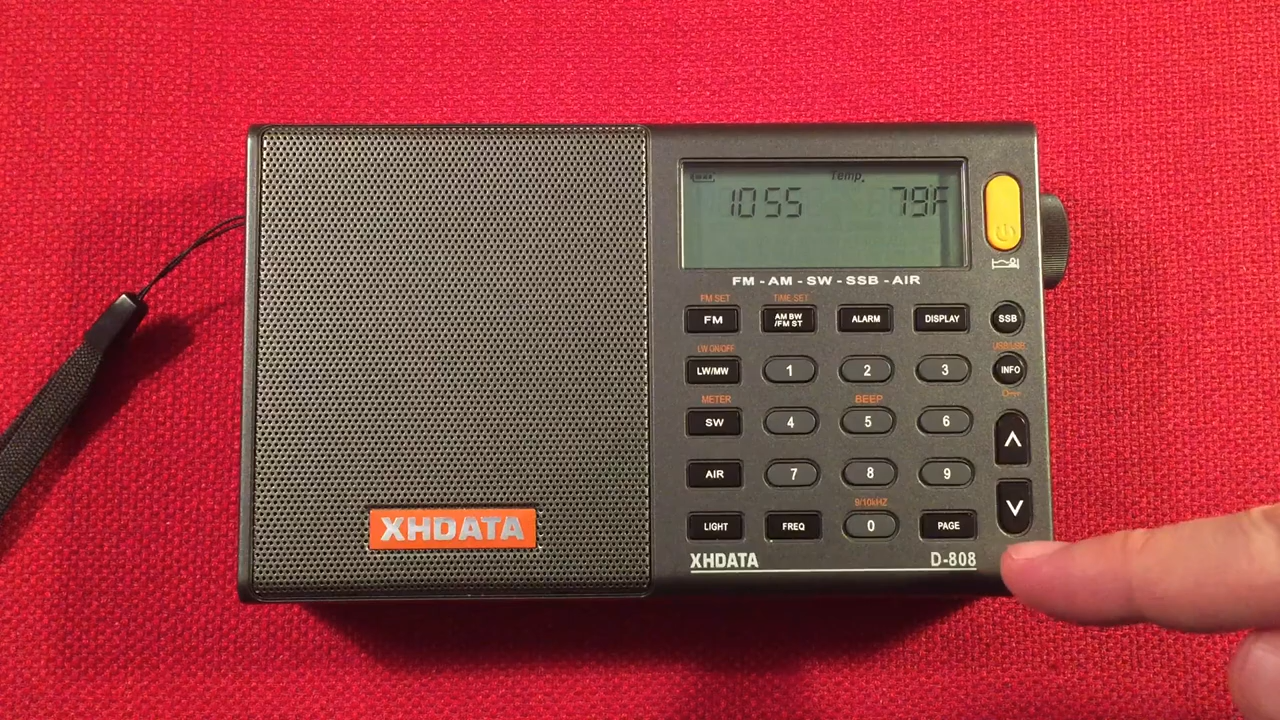 Temp.
1055 79F
FM - AM - SW - SSB - AIR
FM SET TIME SET
FM AM BW /FM ST ALARM DISPLAY SSB
LW ON/OFF USB/LSB
LW/MW 1 2 3 INFO
METER BEEP
SW 4 5 6
AIR 7 8 9
9/10kHZ
LIGHT FREQ 0 PAGE
XHDATA
XHDATA D-808